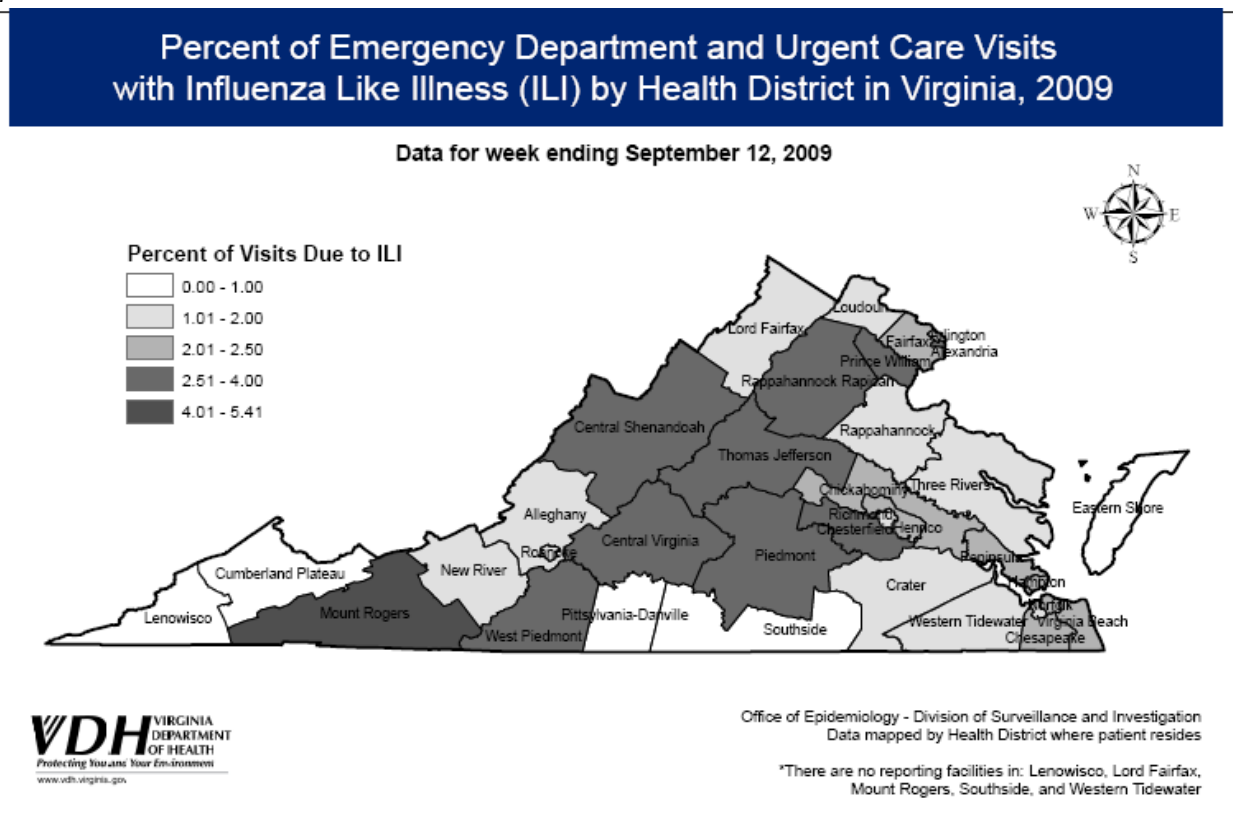 Percent of Emergency Department and Urgent Care Visits
with Influenza Like Illness (ILI) by Health District in Virginia, 2009
Data for week ending September 12, 2009
N
W
E
S
Percent of Visits Due to ILI
0.00 - 1.00
1.01 - 2.00
2.01 - 2.50
2.51 - 4.00
4.01 - 5.41
Loudoun
Lord Fairfax
Arlington
Fairfax
Alexandria
Prince William
Rappahannock Rapidan
Central Shenandoah
Rappahannock
Thomas Jefferson
Chickahominy
Three Rivers
Eastern Shore
Alleghany
Richmond
Chesterfield
Henrico
Roanoke
Central Virginia
Piedmont
Peninsula
New River
Cumberland Plateau
Hampton
Crater
Norfolk
Mount Rogers
Lenowisco
Pittsylvania-Danville
Western Tidewater
Virginia Beach
Southside
West Piedmont
Chesapeake
VDH
VIRGINIA
DEPARTMENT
OF HEALTH
Protecting You and Your Environment
www.vdh.virginia.gov
Office of Epidemiology - Division of Surveillance and Investigation
Data mapped by Health District where patient resides
*There are no reporting facilities in: Lenowisco, Lord Fairfax,
Mount Rogers, Southside, and Western Tidewater